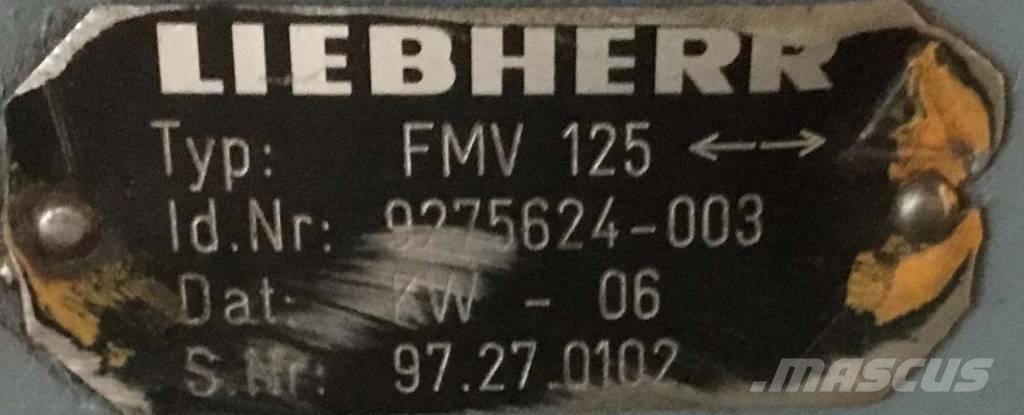 LIEBHERR
Typ: FMV 125 ←→
Id.Nr: 9275624-003
Dat. KW - 06
S.Nr: 97.27.0102
MASCUS